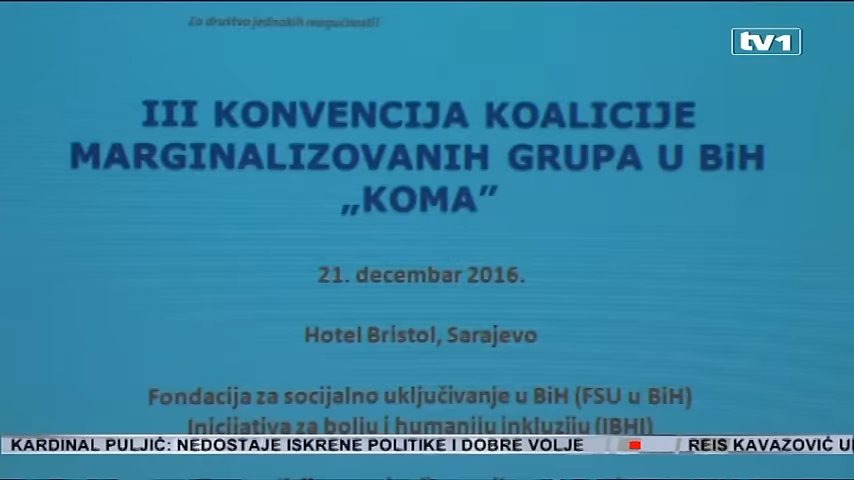 Za društvo jednakih mogućnosti!
tv1
III KONVENCIJA KOALICIJE
MARGINALIZOVANIH GRUPA U BiH
„KOMA”
21. decembar 2016.
Hotel Bristol, Sarajevo
Fondacija za socijalno uključivanje u BiH (FSU u BiH)
Inicijativa za bolju i humaniju inkluziju (IBHI)
KARDINAL PULJIĆ: NEDOSTAJE ISKRENE POLITIKE I DOBRE VOLJE
REIS KAVAZOVIĆ